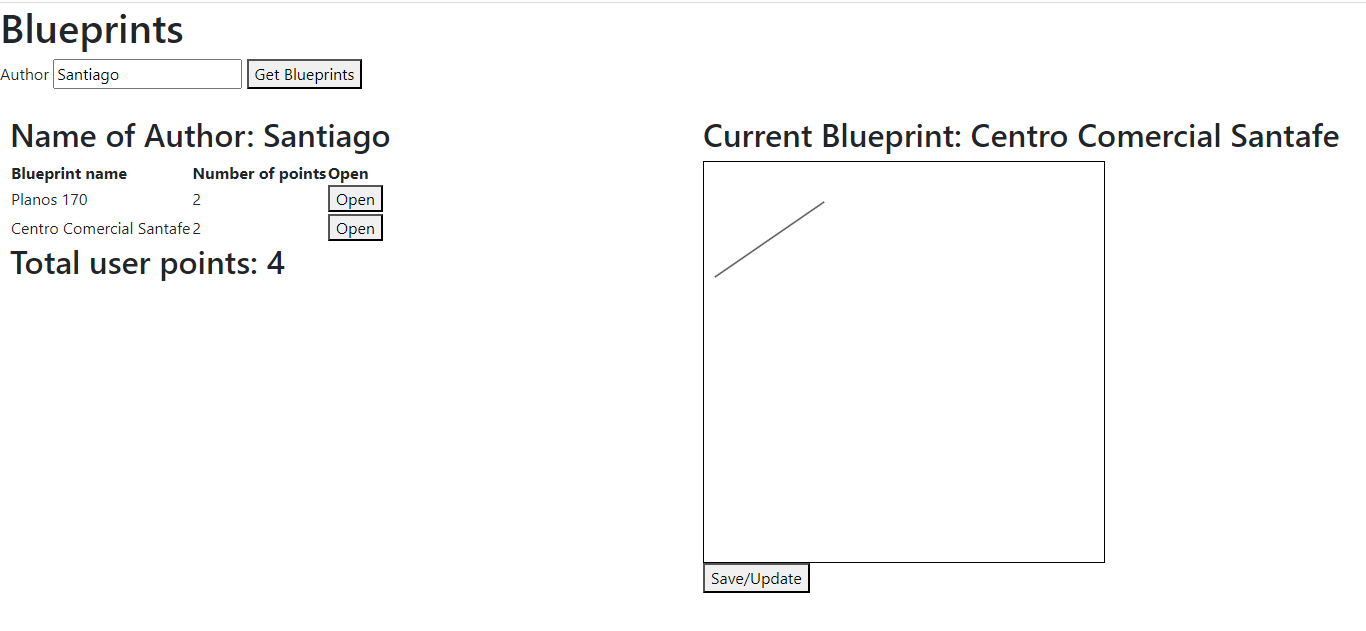 Blueprints
Author Santiago Get Blueprints
Name of Author: Santiago
Blueprint name Number of points Open
Planos 170 2 Open
Centro Comercial Santafe 2 Open
Total user points: 4
Current Blueprint: Centro Comercial Santafe
Save/Update